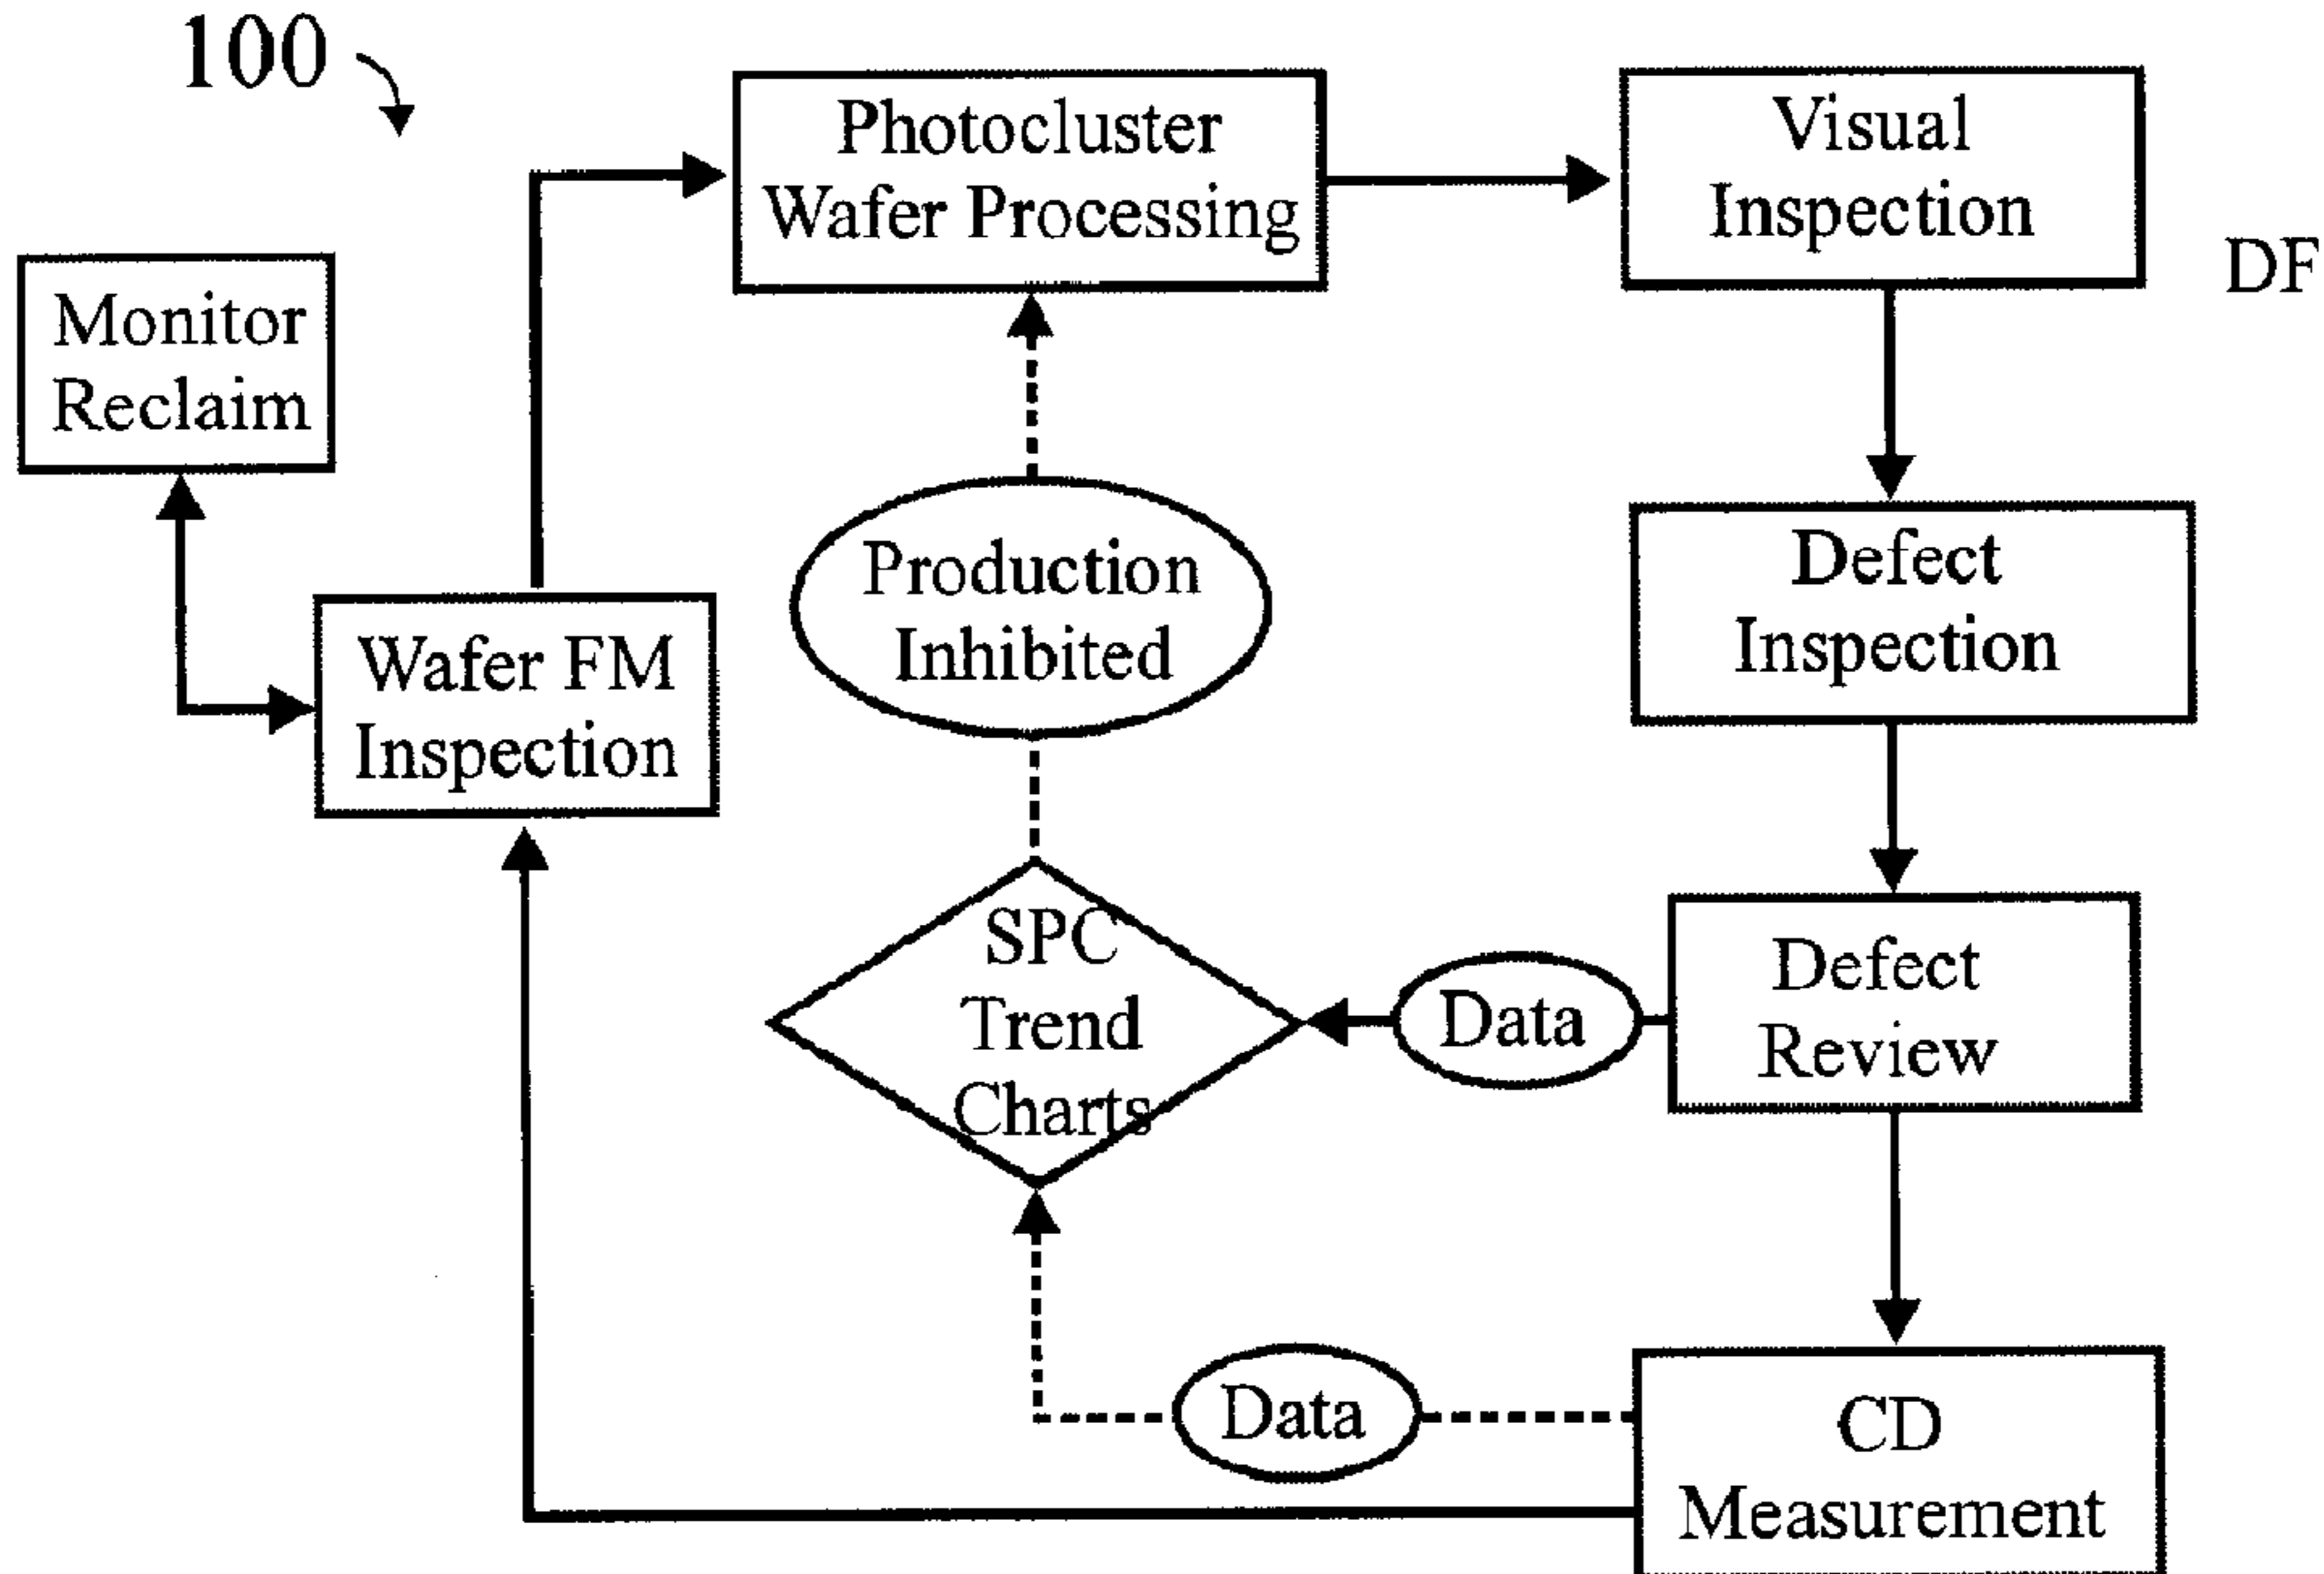 100
Photocluster
Wafer Processing
Visual
Inspection
DF
Monitor
Reclaim
Wafer FM
Inspection
Production
Inhibited
Defect
Inspection
SPC
Trend
Charts
Data
Defect
Review
Data
CD
Measurement